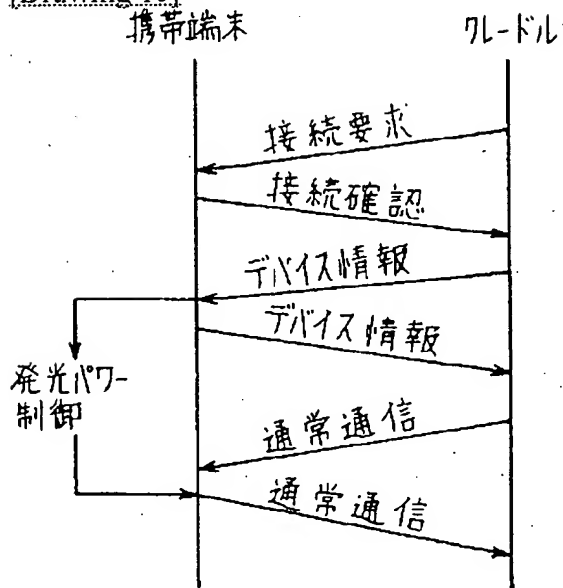 携帯端末
クレードル
接続要求
接続確認
デバイス情報
デバイス情報
発光パワー
制御
通常通信
通常通信